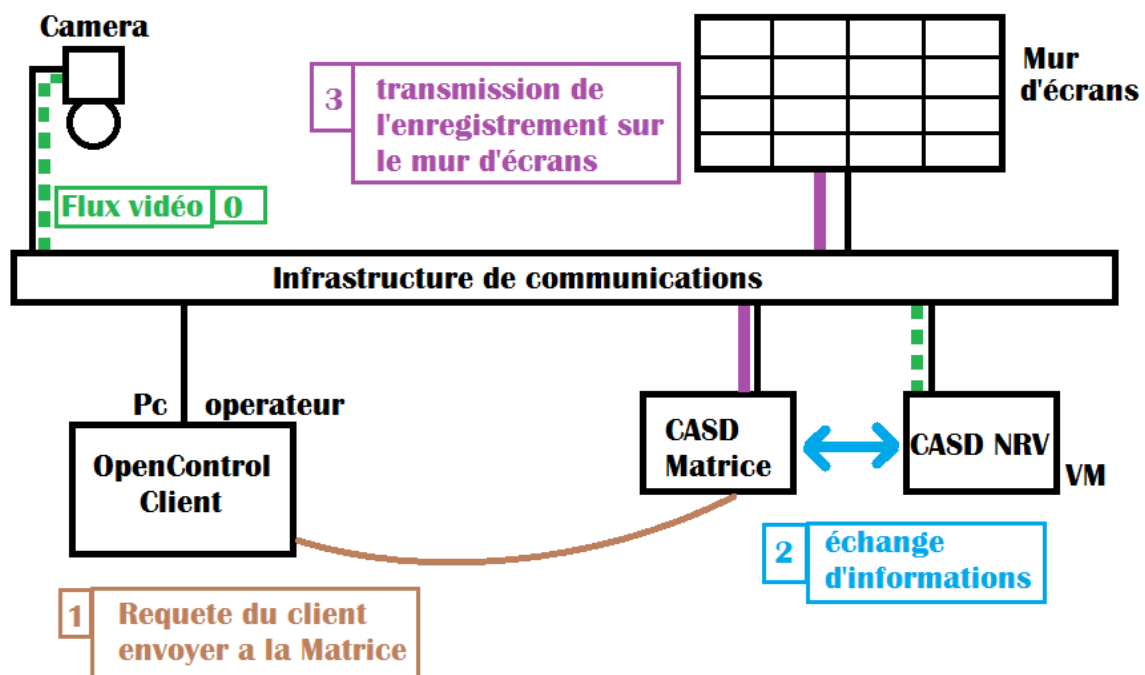 Camera
Mur
d'écrans
3
transmission de
l'enregistrement sur
le mur d'écrans
Flux vidéo 0
Infrastructure de communications
Pc operateur
OpenControl
Client
CASD
Matrice
CASD NRV
VM
2
échange
d'informations
1
Requete du client
envoyer a la Matrice